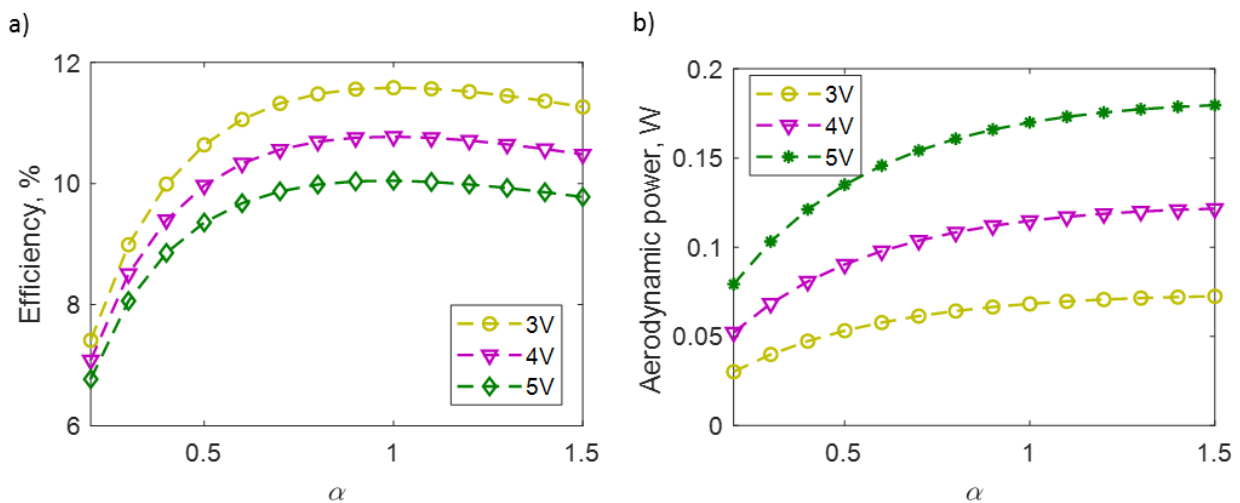 a)
12
10
8
6
Efficiency, %
3V
4V
5V
0.5
1
1.5
α
b)
0.2
0.15
0.1
0.05
0
Aerodynamic power, W
3V
4V
5V
0.5
1
1.5
α